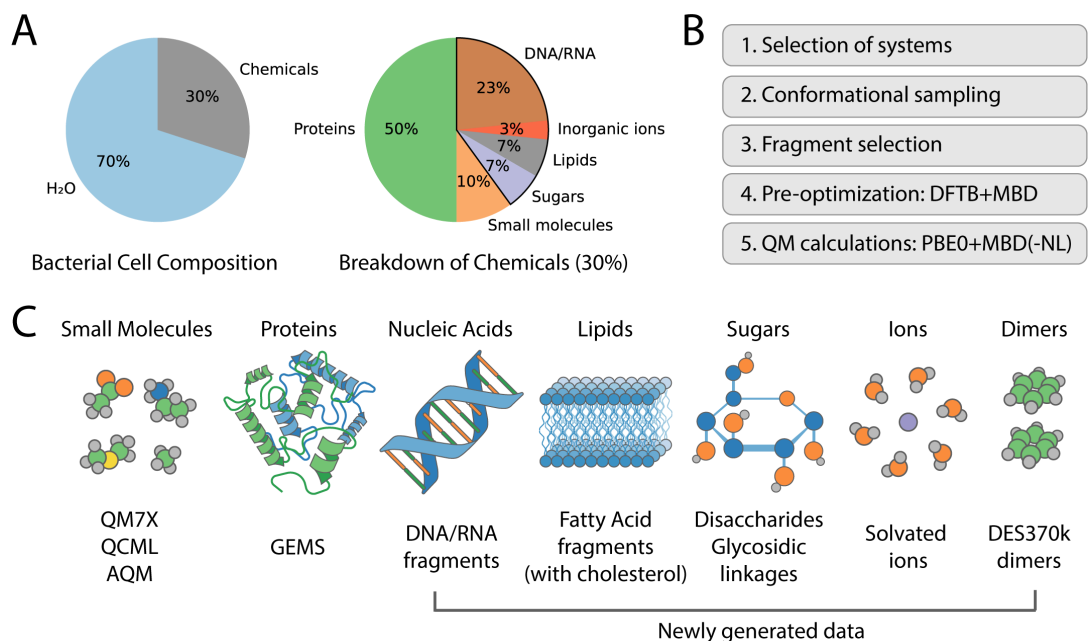 A
Chemicals
30%
70%
H₂O
Bacterial Cell Composition
DNA/RNA
23%
Proteins
50%
3%
Inorganic ions
7%
Lipids
7%
Sugars
10%
Small molecules
Breakdown of Chemicals (30%)
B
1. Selection of systems
2. Conformational sampling
3. Fragment selection
4. Pre-optimization: DFTB+MBD
5. QM calculations: PBE0+MBD(-NL)
C
Small Molecules
QM7X
QCML
AQM
Proteins
GEMS
Nucleic Acids
DNA/RNA
fragments
Lipids
Fatty Acid
fragments
(with cholesterol)
Sugars
Disaccharides
Glycosidic
linkages
Ions
Solvated
ions
Dimers
DES370k
dimers
Newly generated data